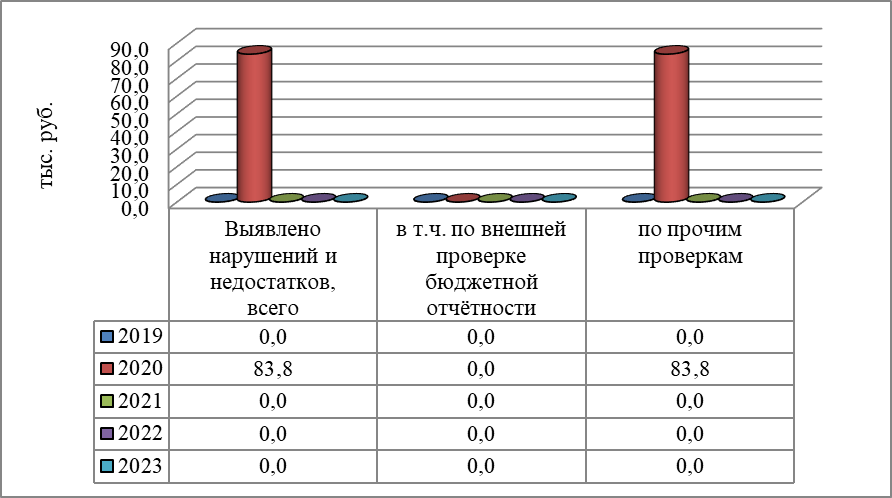 тыс. руб.
90,0
80,0
70,0
60,0
50,0
40,0
30,0
20,0
10,0
0,0
Выявлено
нарушений и
недостатков,
всего
в т.ч. по внешней
проверке
бюджетной
отчётности
по прочим
проверкам
2019 0,0 0,0 0,0
2020 83,8 0,0 83,8
2021 0,0 0,0 0,0
2022 0,0 0,0 0,0
2023 0,0 0,0 0,0